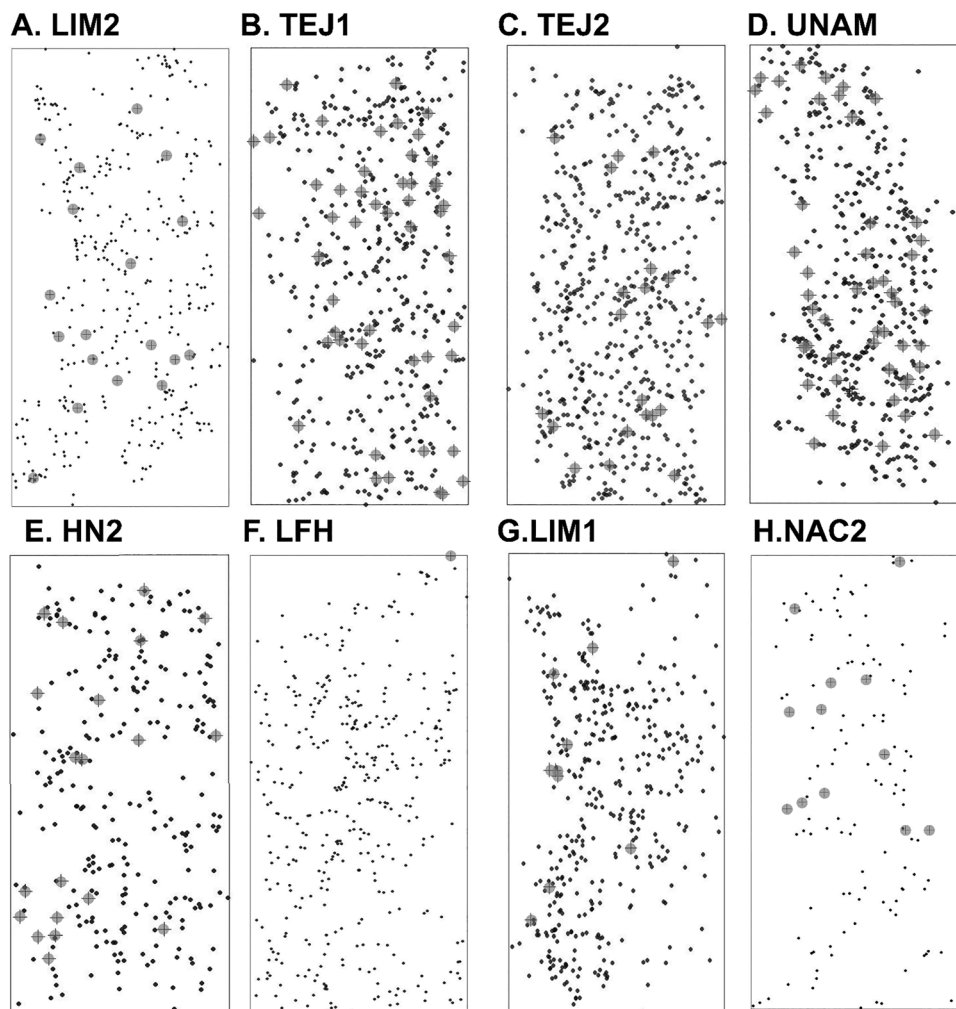 A. LIM2
B. TEJ1
C. TEJ2
D. UNAM
E. HN2
F. LFH
G.LIM1
H.NAC2